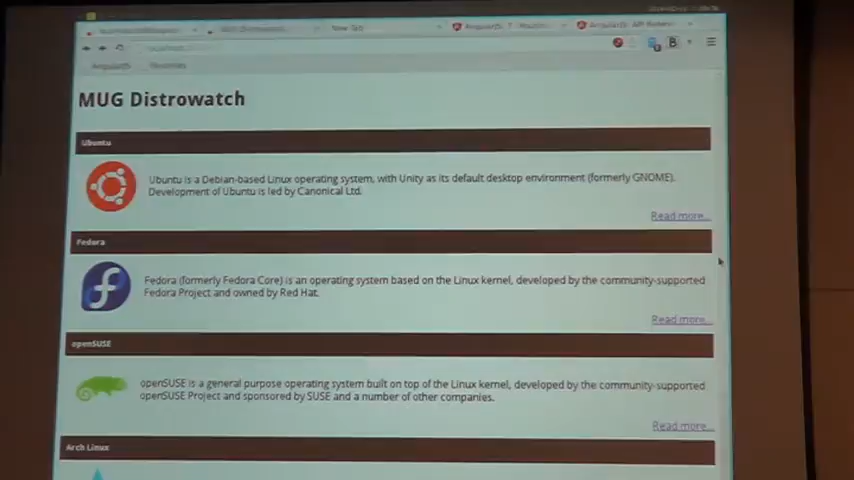 New Tab
AngularJS
MUG Distrowatch
Ubuntu
Ubuntu is a Debian-based Linux operating system, with Unity as its default desktop environment (formerly GNOME).
Development of Ubuntu is led by Canonical Ltd.
Read more...
Fedora
Fedora (formerly Fedora Core) is an operating system based on the Linux kernel, developed by the community-supported
Fedora Project and owned by Red Hat.
Read more...
openSUSE
openSUSE is a general purpose operating system built on top of the Linux kernel, developed by the community-supported
openSUSE Project and sponsored by SUSE and a number of other companies.
Read more...
Arch Linux